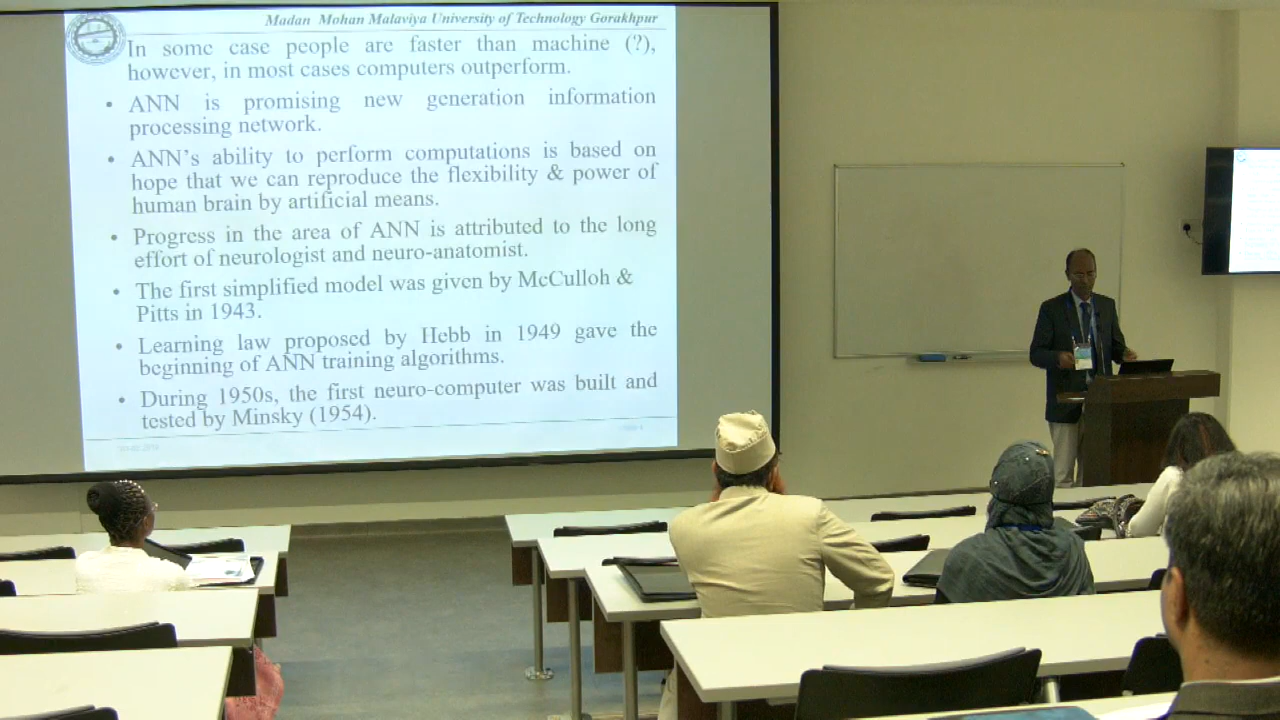 Madan Mohan Malaviya University of Technology Gorakhpur
In some case people are faster than machine (?),
however, in most cases computers outperform.
• ANN is promising new generation information
processing network.
• ANN's ability to perform computations is based on
hope that we can reproduce the flexibility & power of
human brain by artificial means.
• Progress in the area of ANN is attributed to the long
effort of neurologist and neuro-anatomist.
• The first simplified model was given by McCulloh &
Pitts in 1943.
• Learning law proposed by Hebb in 1949 gave the
beginning of ANN training algorithms.
• During 1950s, the first neuro-computer was built and
tested by Minsky (1954).